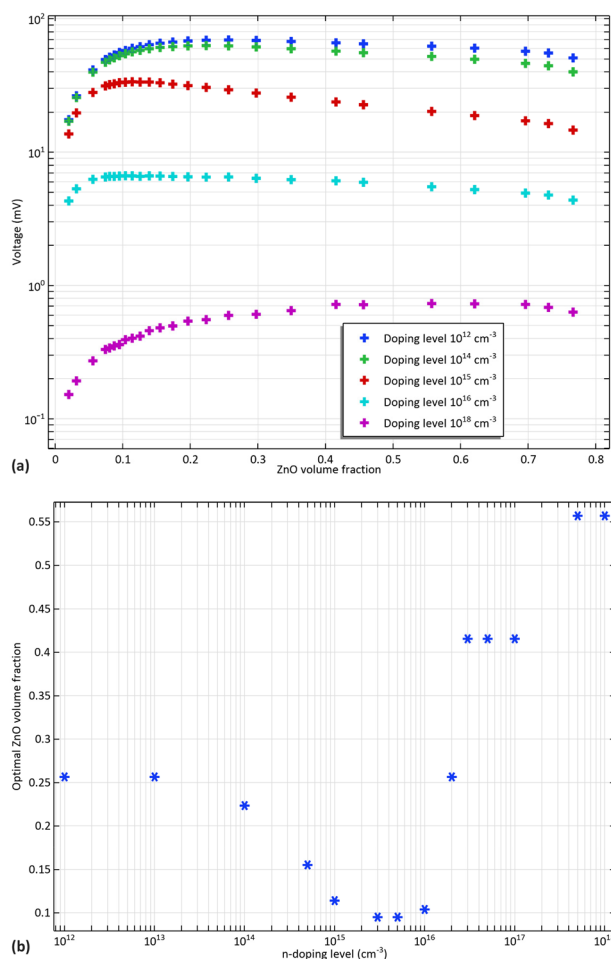 10²
10¹
10⁰
10⁻¹
Voltage (mV)
Doping level 10¹² cm⁻³
Doping level 10¹⁴ cm⁻³
Doping level 10¹⁵ cm⁻³
Doping level 10¹⁶ cm⁻³
Doping level 10¹⁸ cm⁻³
0 0.1 0.2 0.3 0.4 0.5 0.6 0.7 0.8
(a) ZnO volume fraction
0.55
0.5
0.45
0.4
0.35
0.3
0.25
0.2
0.15
0.1
Optimal ZnO volume fraction
10¹² 10¹³ 10¹⁴ 10¹⁵ 10¹⁶ 10¹⁷
(b) n-doping level (cm⁻³)